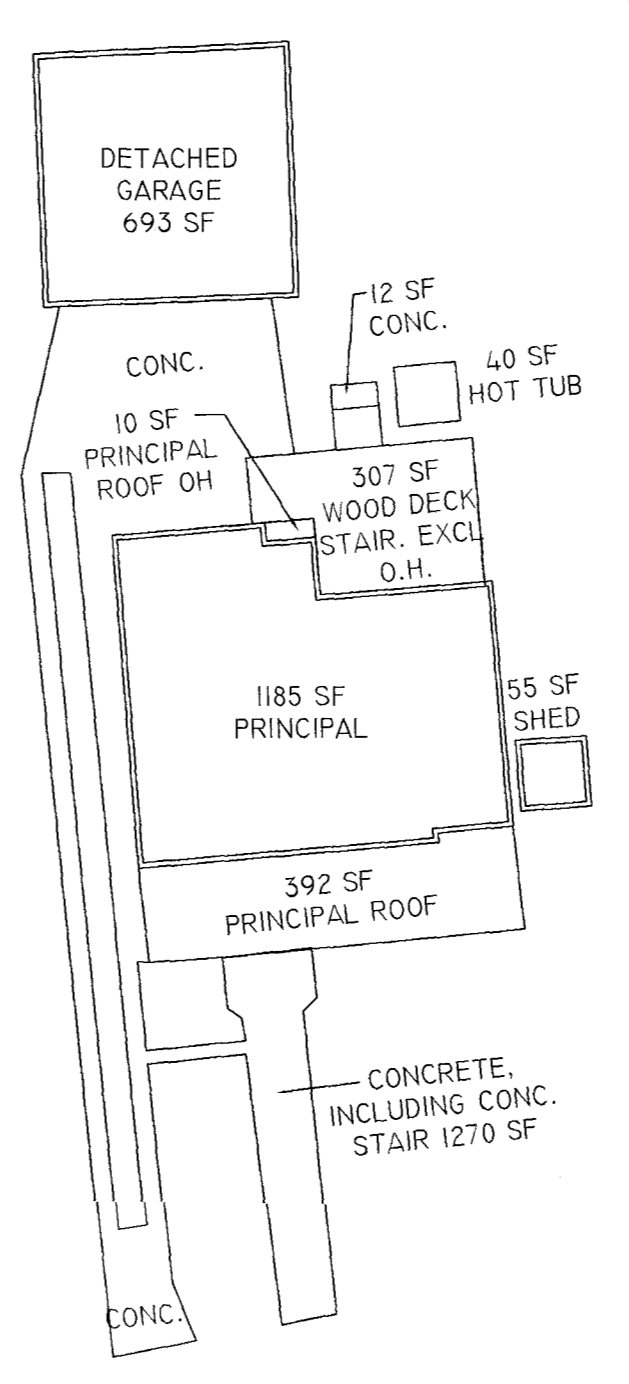 DETACHED
GARAGE
693 SF
12 SF
CONC.
CONC.
40 SF
HOT TUB
10 SF
PRINCIPAL
ROOF OH
307 SF
WOOD DECK
STAIR. EXCL
O.H.
1185 SF
PRINCIPAL
55 SF
SHED
392 SF
PRINCIPAL ROOF
CONCRETE,
INCLUDING CONC.
STAIR 1270 SF
CONC.